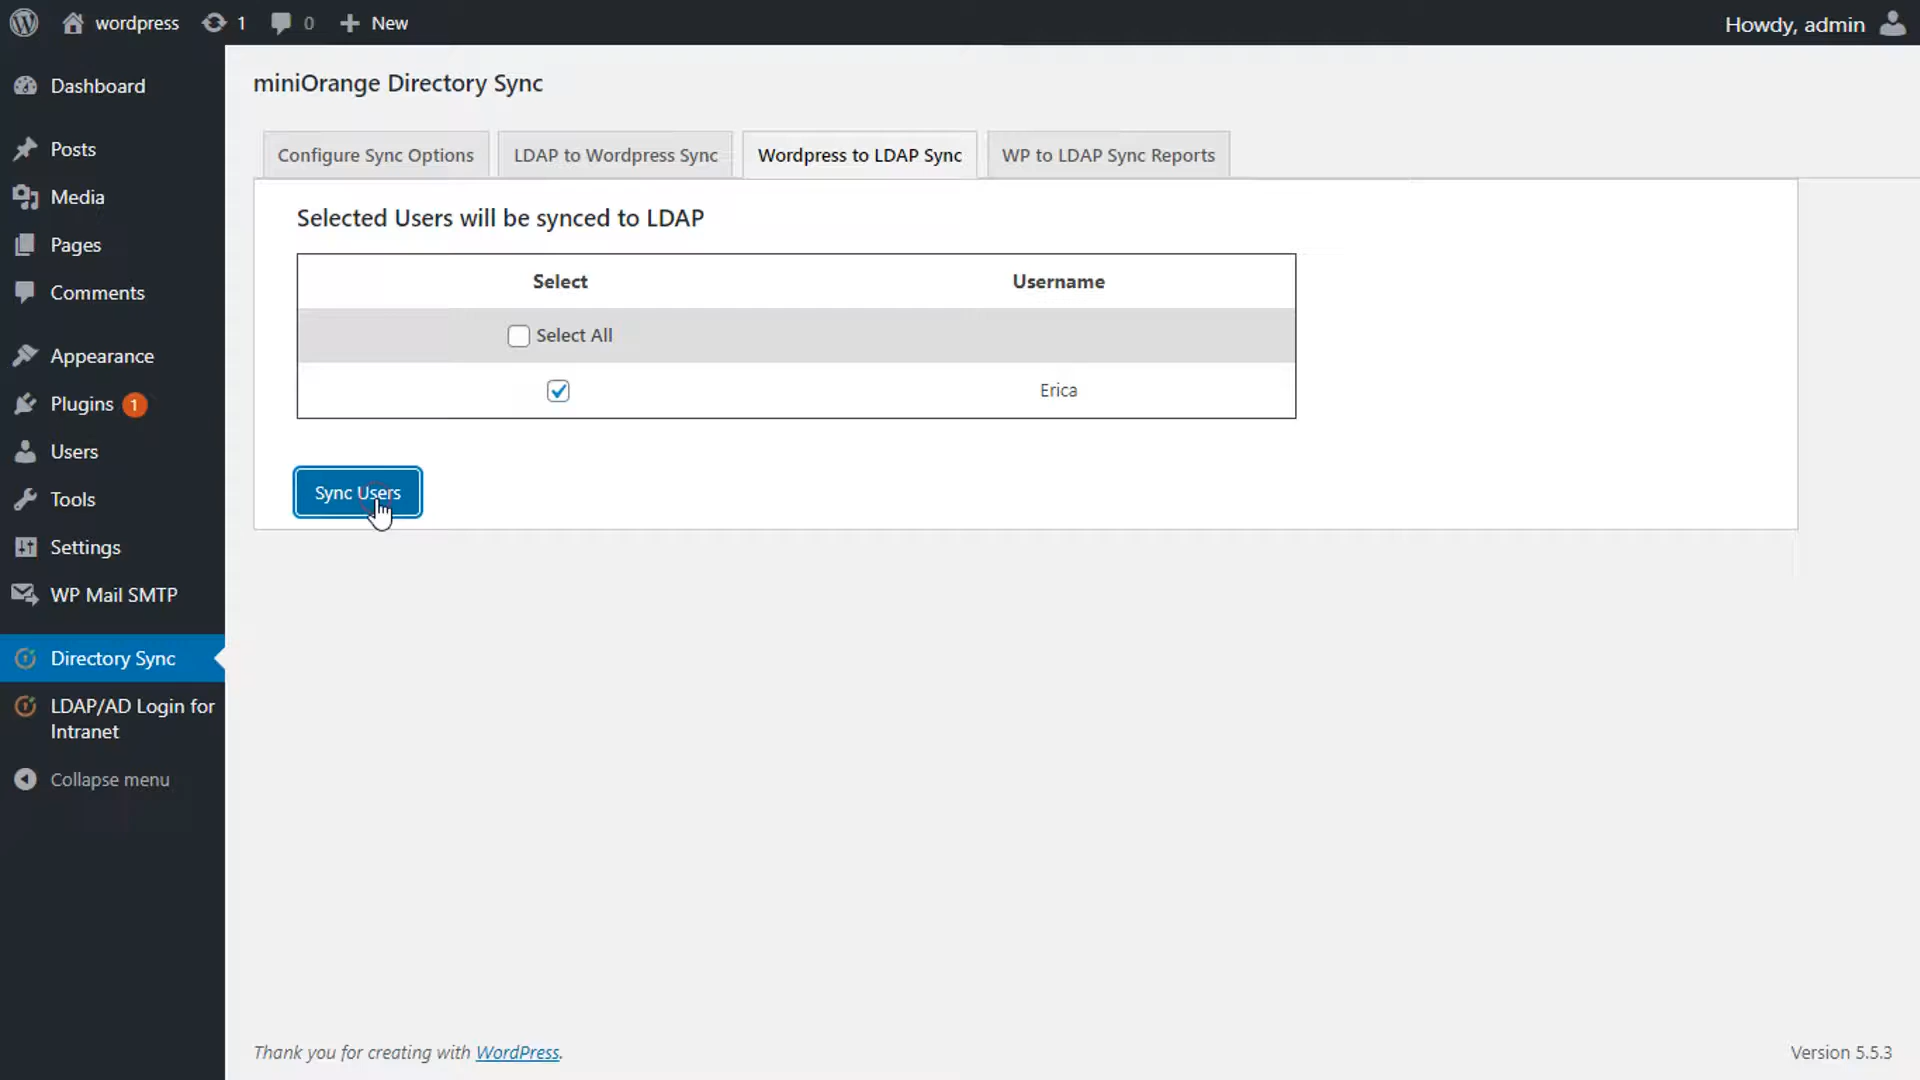 wordpress 1 0 New Howdy, admin
Dashboard
Posts
Media
Pages
Comments
Appearance
Plugins 1
Users
Tools
Settings
WP Mail SMTP
Directory Sync
LDAP/AD Login for
Intranet
Collapse menu
miniOrange Directory Sync
Configure Sync Options LDAP to Wordpress Sync Wordpress to LDAP Sync WP to LDAP Sync Reports
Selected Users will be synced to LDAP
Select Username
Select All
Erica
Sync Users
Thank you for creating with WordPress. Version 5.5.3